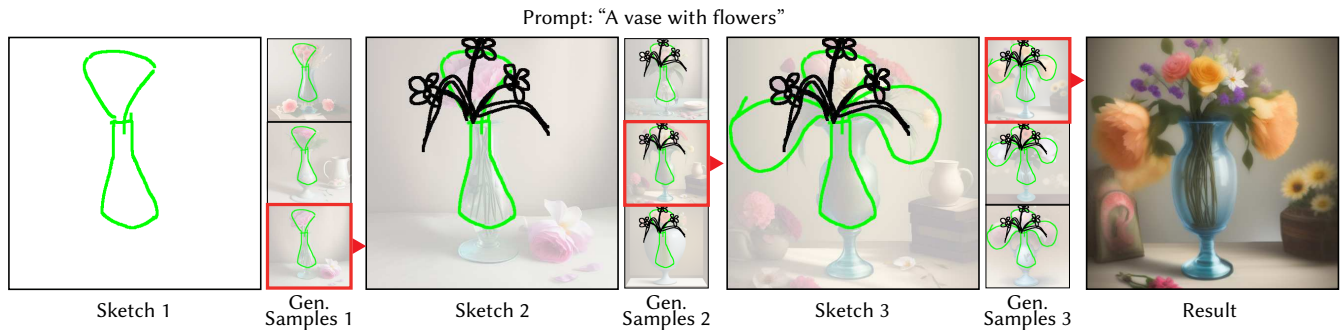 Prompt: “A vase with flowers”
Sketch 1
Gen.
Samples 1
Sketch 2
Gen.
Samples 2
Sketch 3
Gen.
Samples 3
Result